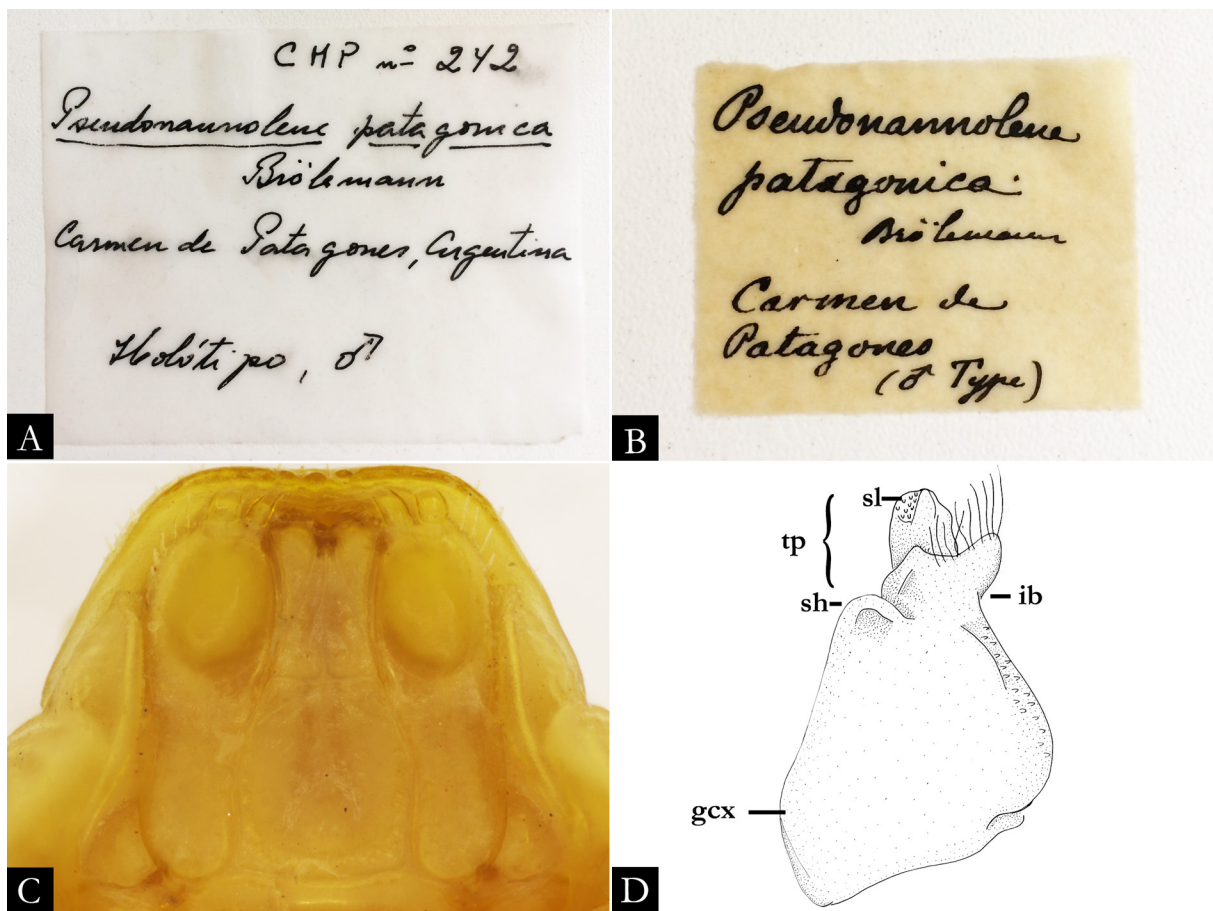 CHP nº 242
Pseudonannolene patagonica
Brölemann
Carmen de Patagones, Argentina
Holótipo, ♂
A
Pseudonannolene
patagonica.
Brölemann
Carmen de
Patagones
(♂ Type)
B
C
sl
tp
sh
ib
gcx
D